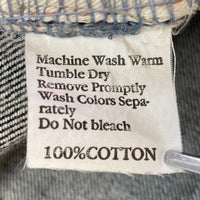 Machine Wash Warm
Tumble Dry
Remove Promptly
Wash Colors Sepa-
rately
Do Not bleach
100%COTTON